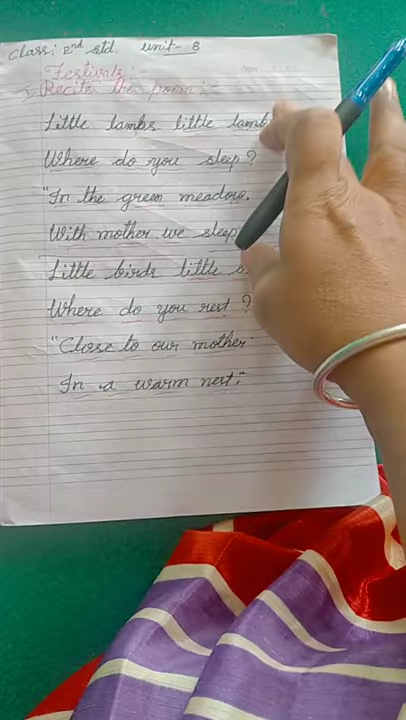 Class: 2nd std. Unit - 8
Festivals:-
I Recite the poem:-
Little lambs little lamb
Where do you sleep?
"In the green meadow.
With mother we sleep
Little birds little
Where do you rest?
"Close to our mother
In a warm nest."